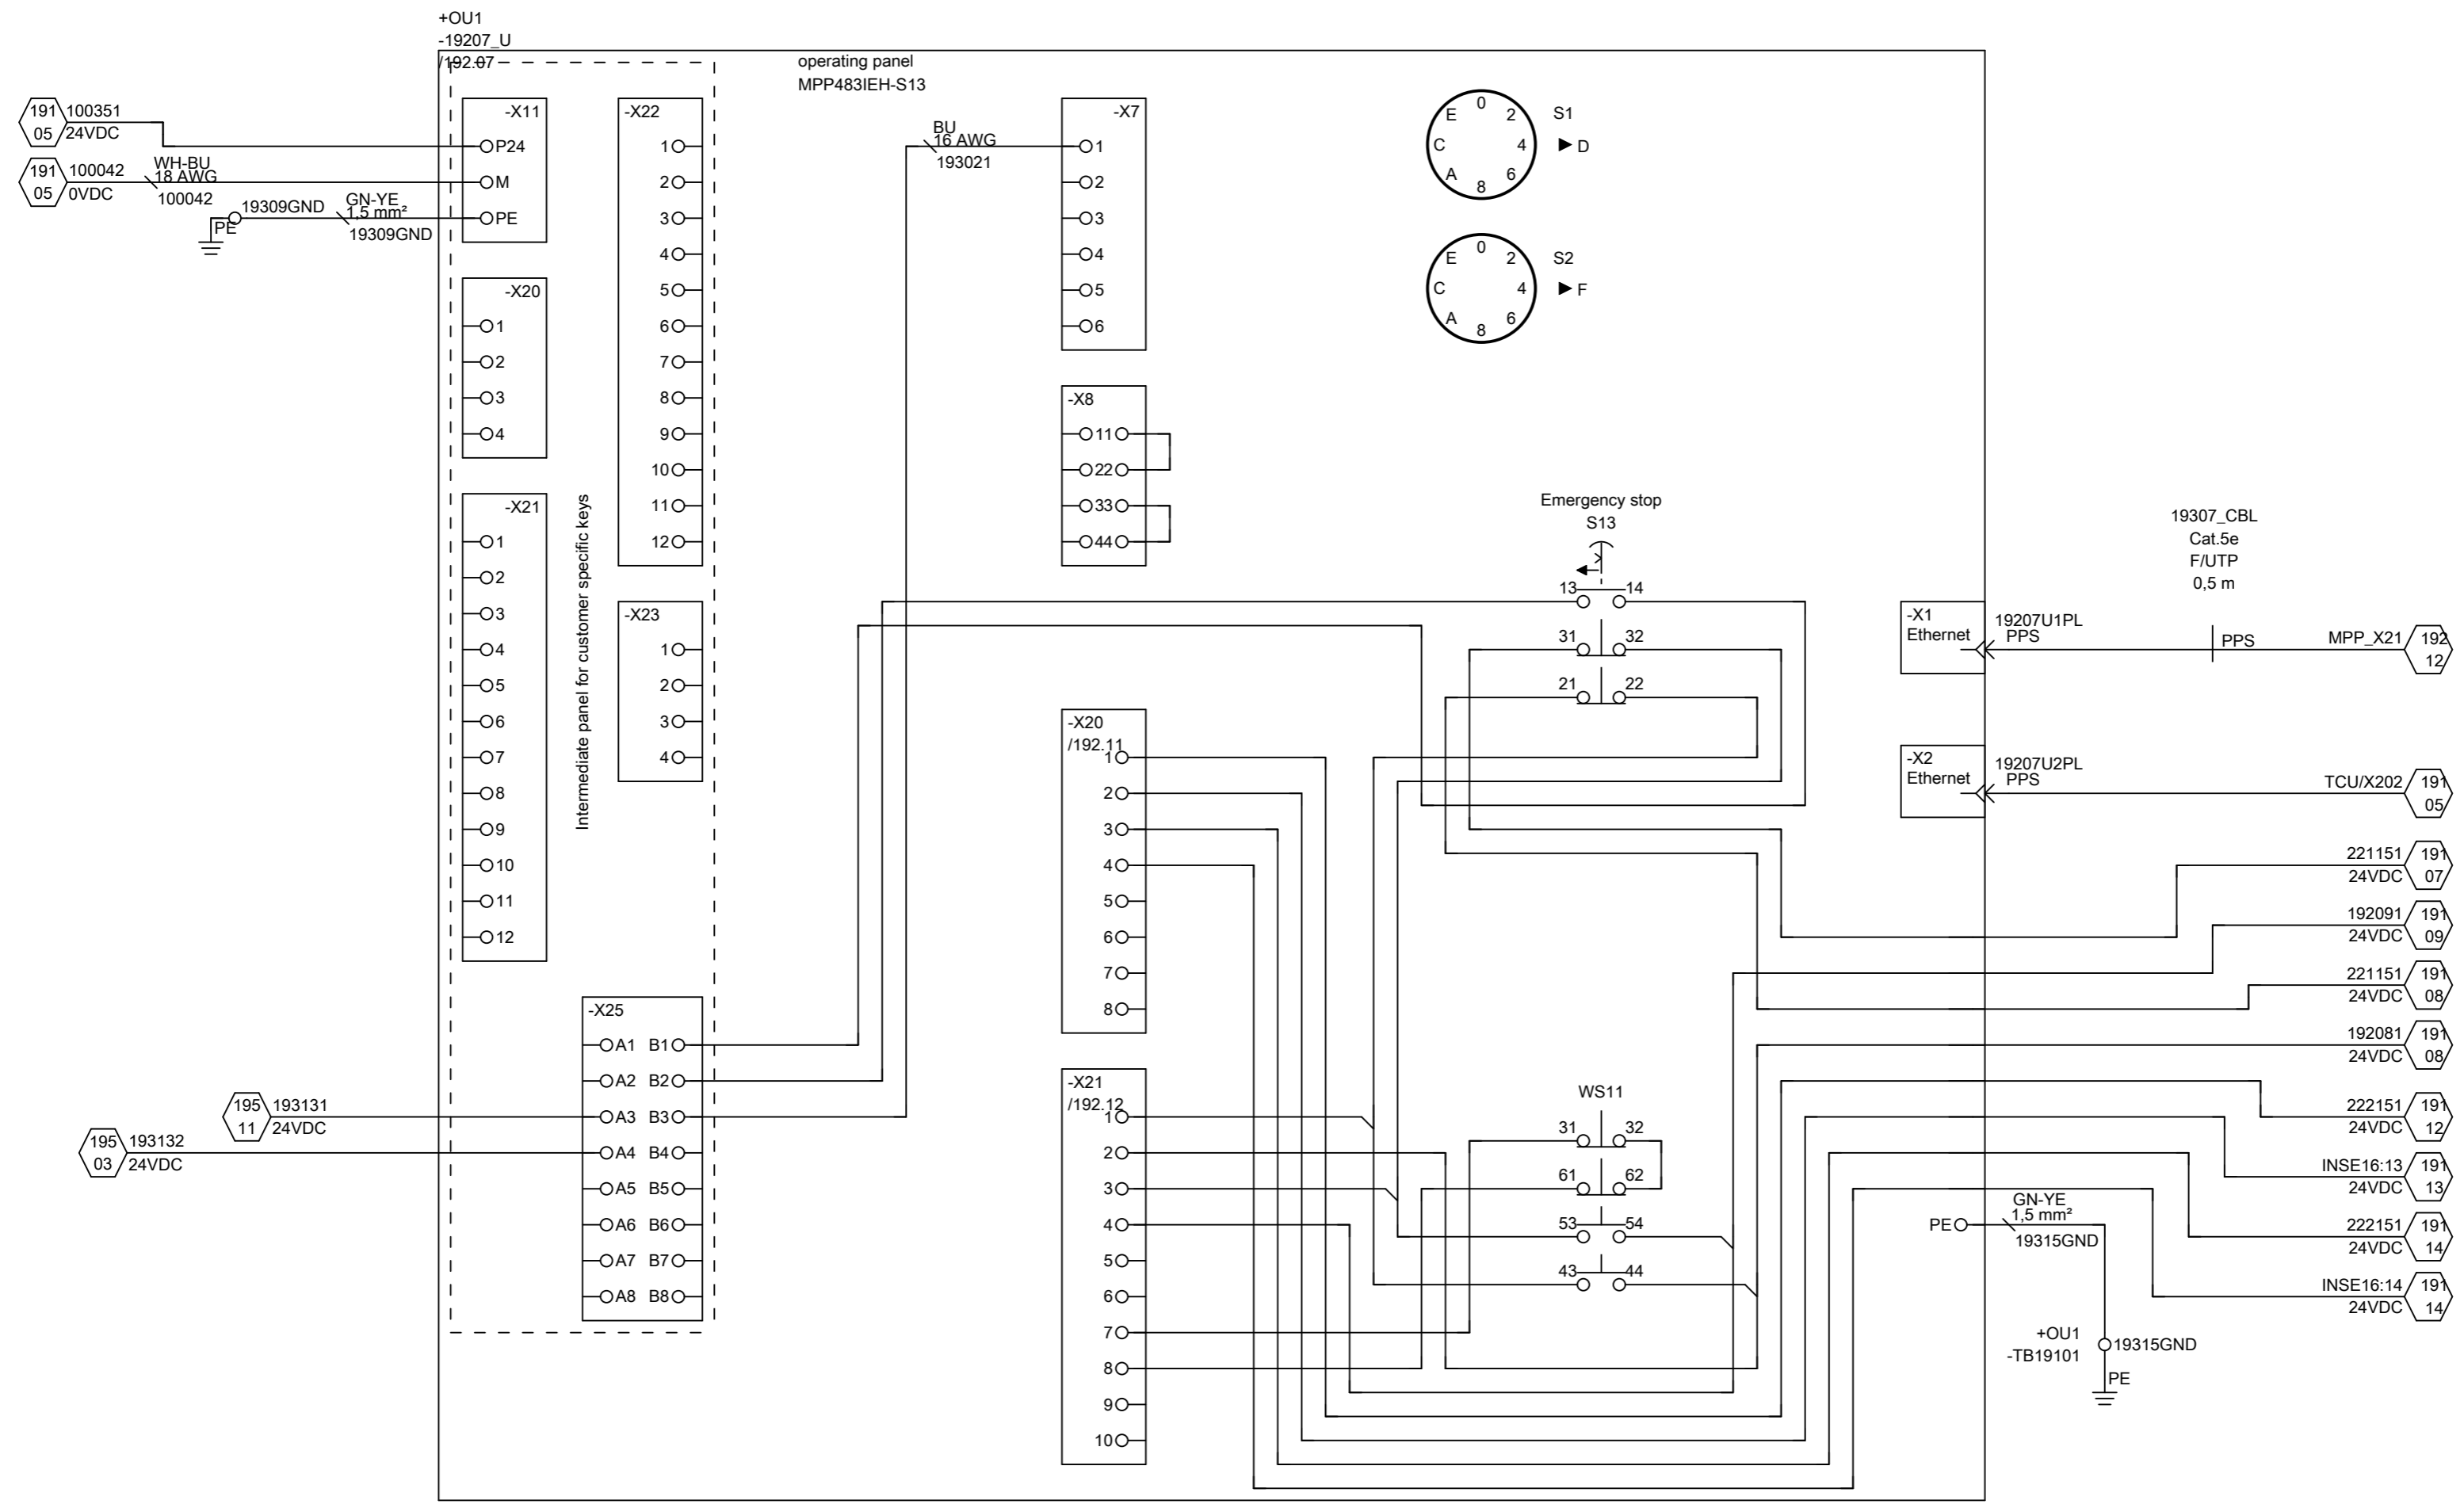 +OU1
-19207_U
/192.07
operating panel
MPP483IEH-S13
191
05
100351
24VDC
191
05
100042
0VDC
WH-BU
18 AWG
100042
PE
19309GND
GN-YE
1,5 mm²
19309GND
-X11
P24
M
PE
-X20
1
2
3
4
-X21
1
2
3
4
5
6
7
8
9
10
11
12
Intermediate panel for customer specific keys
-X22
1
2
3
4
5
6
7
8
9
10
11
12
-X23
1
2
3
4
-X25
A1 B1
A2 B2
A3 B3
A4 B4
A5 B5
A6 B6
A7 B7
A8 B8
195
11
193131
24VDC
195
03
193132
24VDC
BU
16 AWG
193021
-X7
1
2
3
4
5
6
-X8
11
22
33
44
-X20
/192.11
1
2
3
4
5
6
7
8
-X21
/192.12
1
2
3
4
5
6
7
8
9
10
0
2
4
6
8
A
C
E
S1
D
0
2
4
6
8
A
C
E
S2
F
Emergency stop
S13
13 14
31 32
21 22
WS11
31 32
61 62
53 54
43 44
-X1
Ethernet
19207U1PL
PPS
19307_CBL
Cat.5e
F/UTP
0,5 m
PPS
MPP_X21
192
12
-X2
Ethernet
19207U2PL
PPS
TCU/X202
191
05
221151
24VDC
191
07
192091
24VDC
191
09
221151
24VDC
191
08
192081
24VDC
191
08
222151
24VDC
191
12
INSE16:13
24VDC
191
13
222151
24VDC
191
14
INSE16:14
24VDC
191
14
PE
GN-YE
1,5 mm²
19315GND
+OU1
-TB19101
19315GND
PE